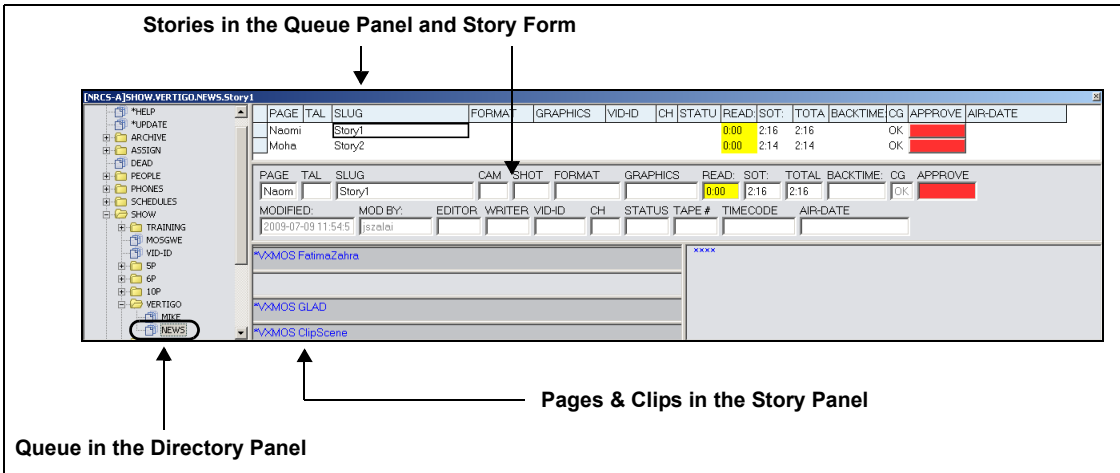 Stories in the Queue Panel and Story Form
[NRCS-A]SHOW.VERTIGO.NEWS.Story1
*HELP
*UPDATE
ARCHIVE
ASSIGN
DEAD
PEOPLE
PHONES
SCHEDULES
SHOW
TRAINING
MOSGWE
VID-ID
5P
6P
10P
VERTIGO
MIKE
NEWS
PAGE TAL SLUG FORMAT GRAPHICS VID-ID CH STATU READ: SOT: TOTA BACKTIME: CG APPROVE AIR-DATE
Naomi Story1 0:00 2:16 2:16 OK
Moha Story2 0:00 2:14 2:14 OK
PAGE TAL SLUG CAM SHOT FORMAT GRAPHICS READ: SOT: TOTAL BACKTIME: CG APPROVE
Naom Story1 0:00 2:16 2:16 OK
MODIFIED: MOD BY: EDITOR WRITER VID-ID CH STATUS TAPE # TIMECODE AIR-DATE
2009-07-09 11:54:5 jszalai
*VXMOS FatimaZahra
××××
*VXMOS GLAD
*VXMOS ClipScene
Pages & Clips in the Story Panel
Queue in the Directory Panel